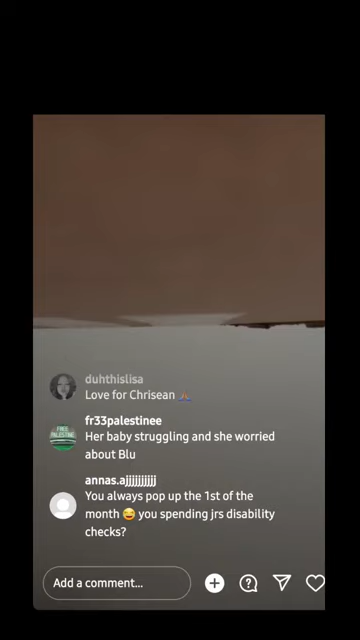 duhthislisa
Love for Chrisean 🙏🏽
fr33palestinee
Her baby struggling and she worried
about Blu
annas.ajjjjjjjjjj
You always pop up the 1st of the
month 😅 you spending jrs disability
checks?
Add a comment...